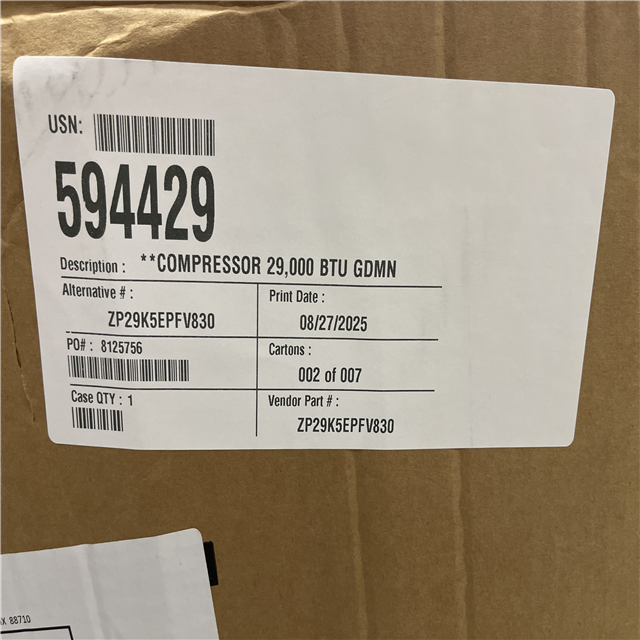 USN:
594429
Description : **COMPRESSOR 29,000 BTU GDMN
Alternative # :
ZP29K5EPFV830
Print Date :
08/27/2025
PO# : 8125756
Cartons :
002 of 007
Case QTY : 1
Vendor Part # :
ZP29K5EPFV830
88710